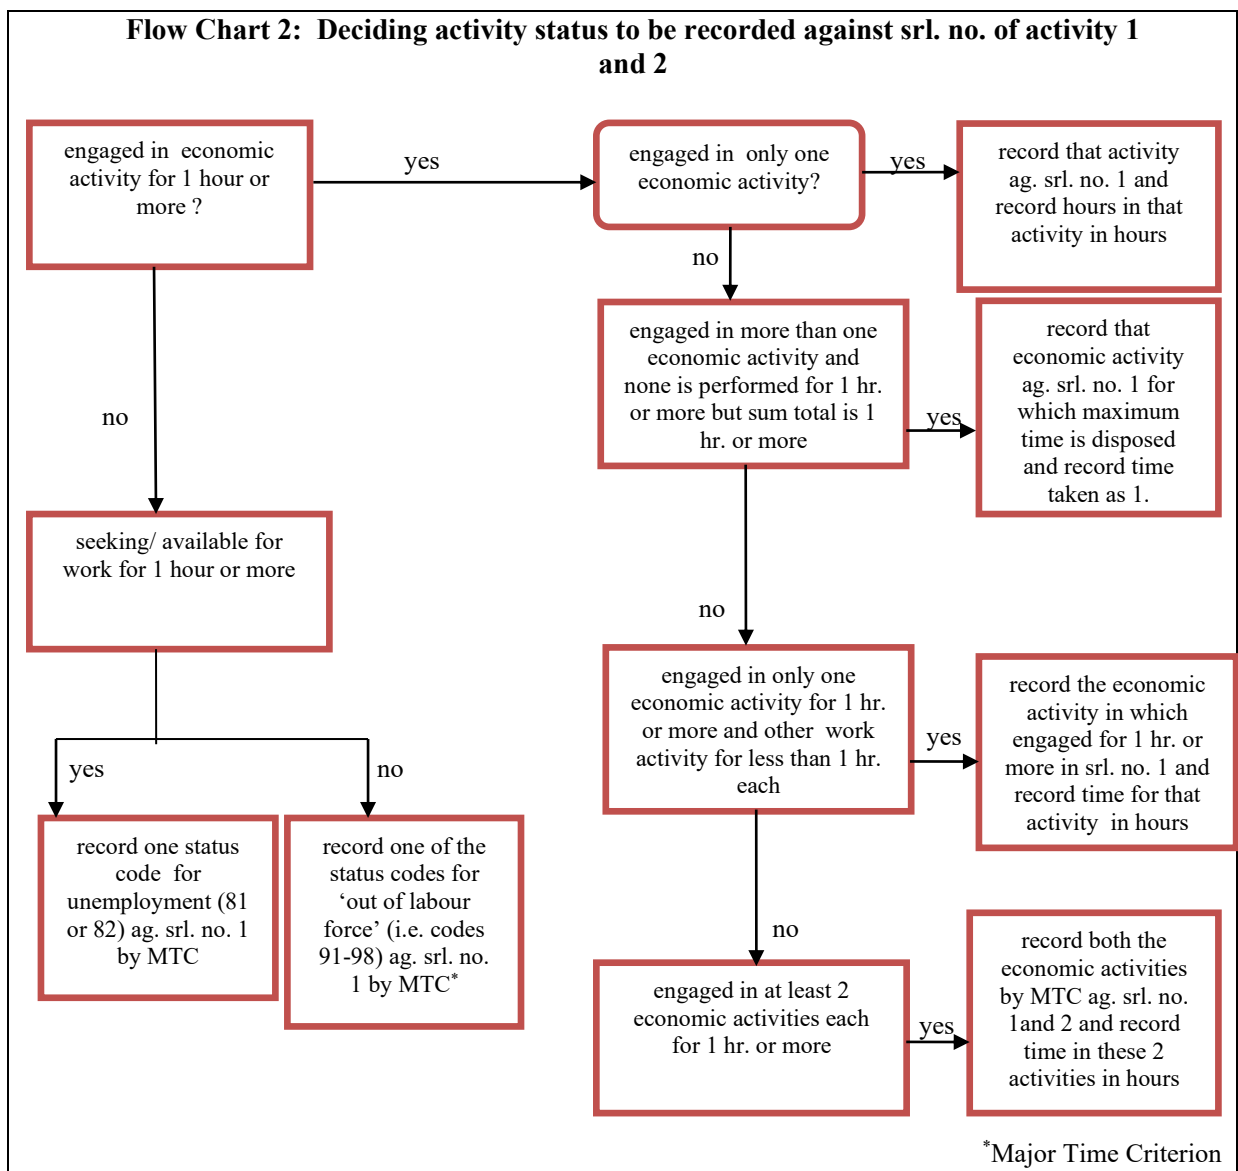 Flow Chart 2: Deciding activity status to be recorded against srl. no. of activity 1
and 2
engaged in economic
activity for 1 hour or
more ?
yes
engaged in only one
economic activity?
yes
record that activity
ag. srl. no. 1 and
record hours in that
activity in hours
no
engaged in more than one
economic activity and
none is performed for 1 hr.
or more but sum total is 1
hr. or more
yes
record that
economic activity
ag. srl. no. 1 for
which maximum
time is disposed
and record time
taken as 1.
no
seeking/ available for
work for 1 hour or more
no
engaged in only one
economic activity for 1 hr.
or more and other work
activity for less than 1 hr.
each
yes
record the economic
activity in which
engaged for 1 hr. or
more in srl. no. 1 and
record time for that
activity in hours
yes
no
record one status
code for
unemployment (81
or 82) ag. srl. no. 1
by MTC
record one of the
status codes for
‘out of labour
force’ (i.e. codes
91-98) ag. srl. no.
1 by MTC*
no
engaged in at least 2
economic activities each
for 1 hr. or more
yes
record both the
economic activities
by MTC ag. srl. no.
1and 2 and record
time in these 2
activities in hours
*Major Time Criterion